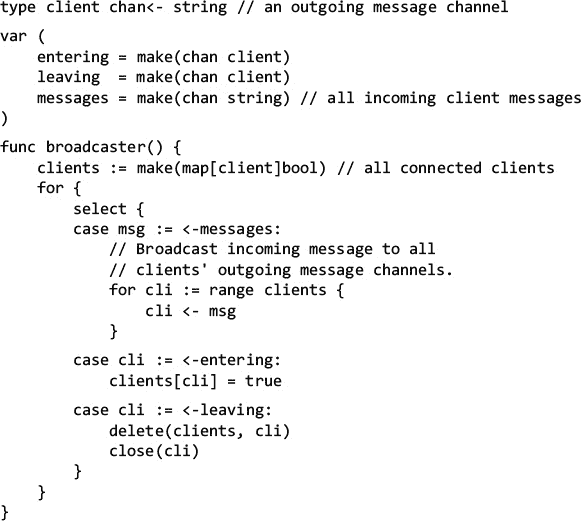 type client chan<- string // an outgoing message channel
var (
    entering = make(chan client)
    leaving  = make(chan client)
    messages = make(chan string) // all incoming client messages
)
func broadcaster() {
    clients := make(map[client]bool) // all connected clients
    for {
        select {
        case msg := <-messages:
            // Broadcast incoming message to all
            // clients' outgoing message channels.
            for cli := range clients {
                cli <- msg
            }
        case cli := <-entering:
            clients[cli] = true
        case cli := <-leaving:
            delete(clients, cli)
            close(cli)
        }
    }
}